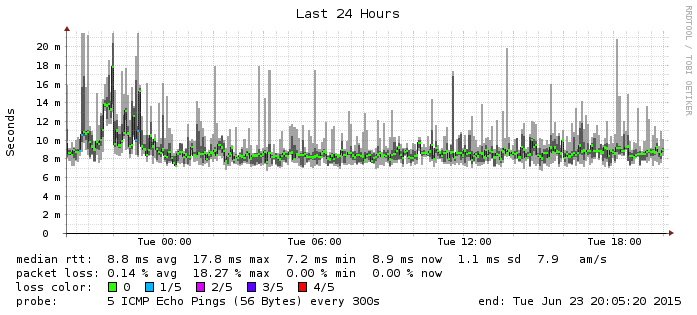 Last 24 Hours
RRDTOOL / TOBI OETIKER
Seconds
20 m
18 m
16 m
14 m
12 m
10 m
8 m
6 m
4 m
2 m
0
Tue 00:00 Tue 06:00 Tue 12:00 Tue 18:00
median rtt: 8.8 ms avg 17.8 ms max 7.2 ms min 8.9 ms now 1.1 ms sd 7.9 am/s
packet loss: 0.14 % avg 18.27 % max 0.00 % min 0.00 % now
loss color: 0 1/5 2/5 3/5 4/5
probe: 5 ICMP Echo Pings (56 Bytes) every 300s end: Tue Jun 23 20:05:20 2015